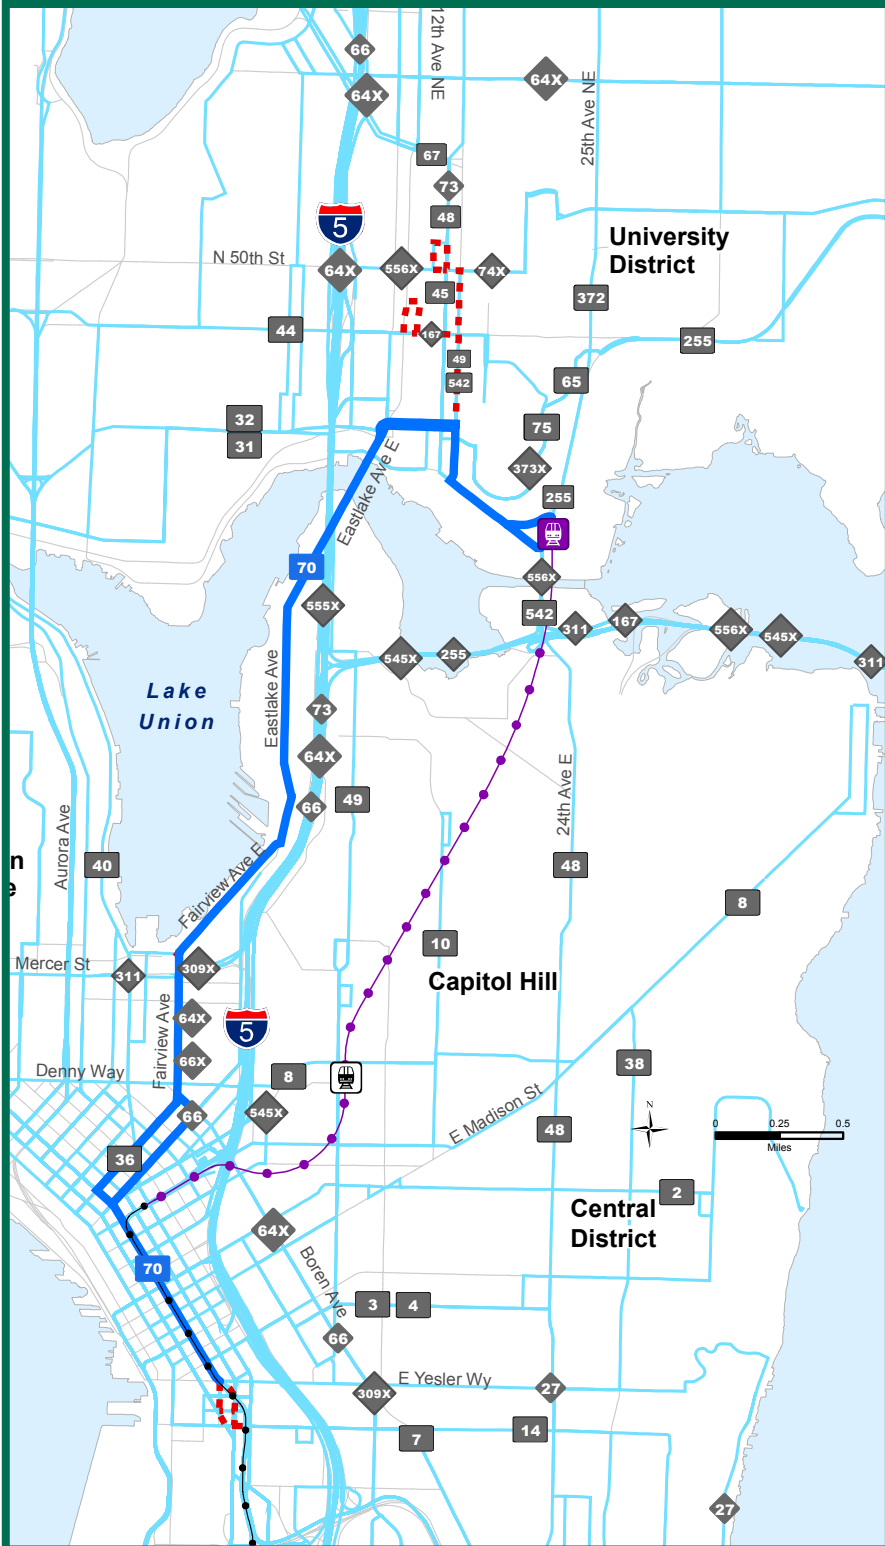 66
12th Ave NE
64X
64X
25th Ave NE
67
73
48
5
University
District
N 50th St
64X
556X
74X
45
372
44
167
255
49
542
65
32
31
75
Eastlake Ave E
373X
255
70
556X
555X
542
311
167
556X
545X
545X
255
311
Lake
Union
Eastlake Ave
73
64X
66
49
24th Ave E
Aurora Ave
n
e
40
48
Fairview Ave E
8
10
Mercer St
311
309X
Capitol Hill
64X
5
Fairview Ave
66X
Denny Way
8
38
66
545X
E Madison St
48
N
0
0.25
0.5
Miles
36
2
Central
District
64X
70
Boren Ave
3
4
66
E Yesler Wy
309X
27
7
14
27